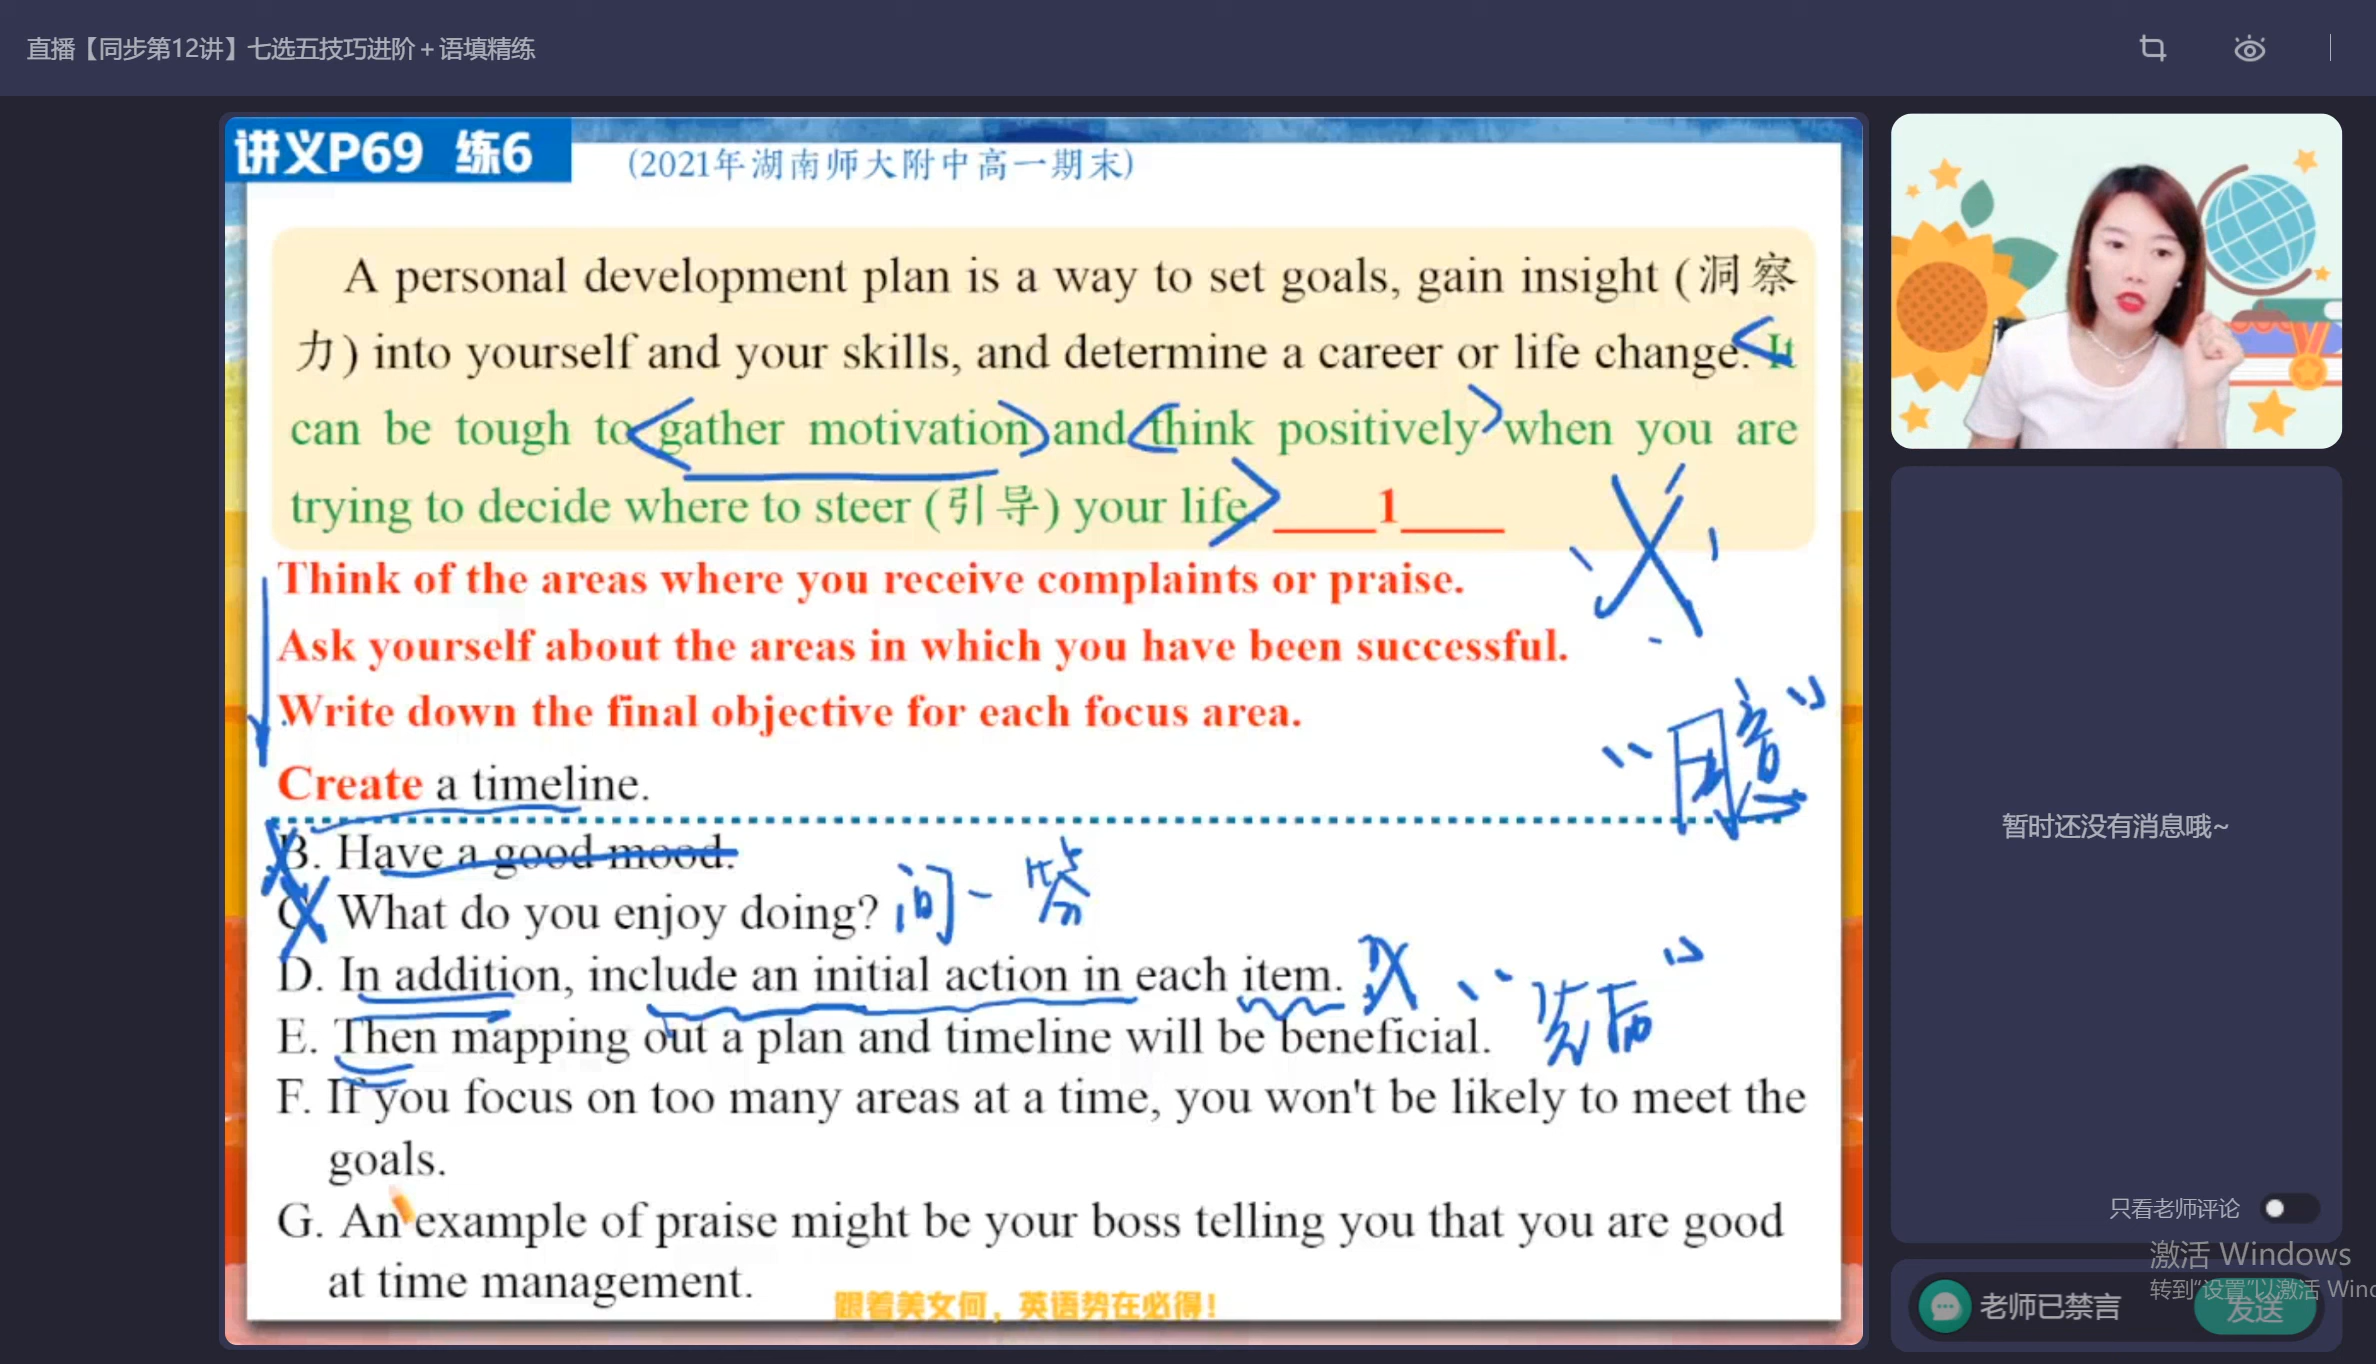 直播【同步第12讲】七选五技巧进阶+语填精练
讲义P69 练6
(2021年湖南师大附中高一期末)
A personal development plan is a way to set goals, gain insight (洞察
力) into yourself and your skills, and determine a career or life change. It
can be tough to gather motivation and think positively when you are
trying to decide where to steer (引导) your life. 1
Think of the areas where you receive complaints or praise.
Ask yourself about the areas in which you have been successful.
Write down the final objective for each focus area.
Create a timeline.
B. Have a good mood.
C. What do you enjoy doing? 问一答
D. In addition, include an initial action in each item.
E. Then mapping out a plan and timeline will be beneficial.
先后
F. If you focus on too many areas at a time, you won't be likely to meet the
goals.
G. An example of praise might be your boss telling you that you are good
at time management.
跟着美女何，英语势在必得！
暂时还没有消息哦~
只看老师评论
激活 Windows
转到"设置"以激活 Winc
老师已禁言
发送